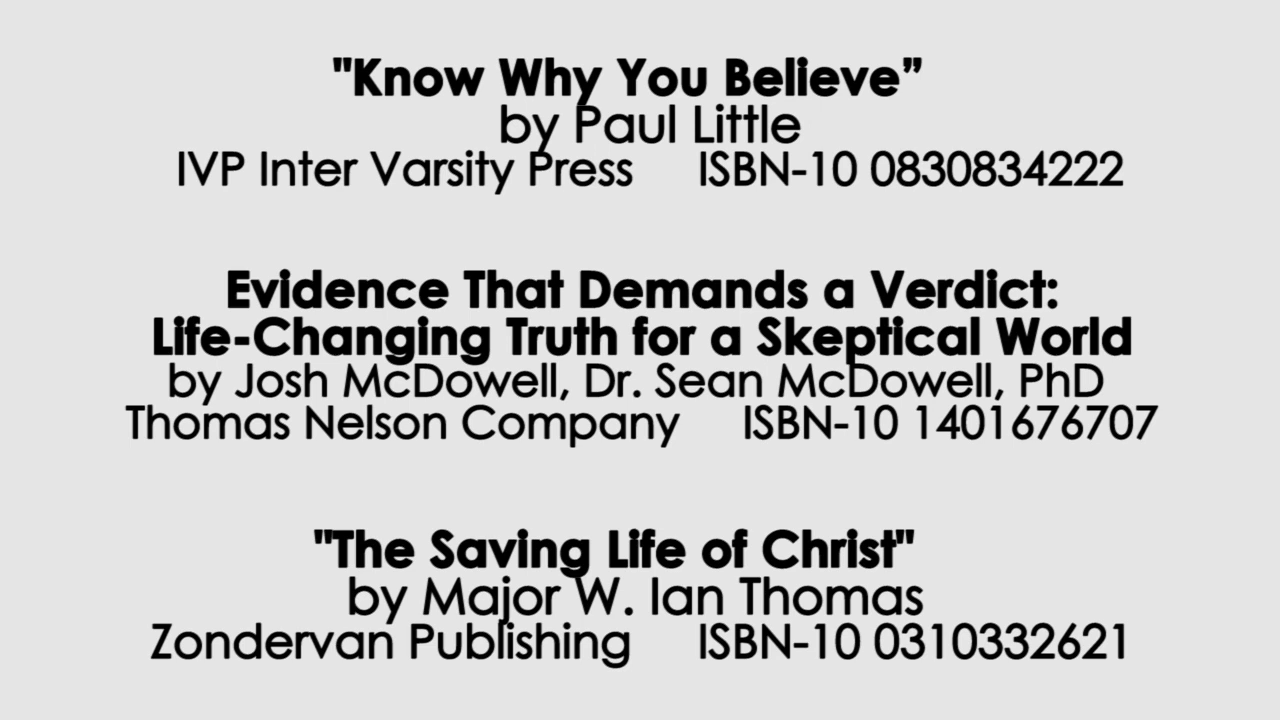 "Know Why You Believe”
by Paul Little
IVP Inter Varsity Press ISBN-10 0830834222
Evidence That Demands a Verdict:
Life-Changing Truth for a Skeptical World
by Josh McDowell, Dr. Sean McDowell, PhD
Thomas Nelson Company ISBN-10 1401676707
"The Saving Life of Christ"
by Major W. Ian Thomas
Zondervan Publishing ISBN-10 0310332621